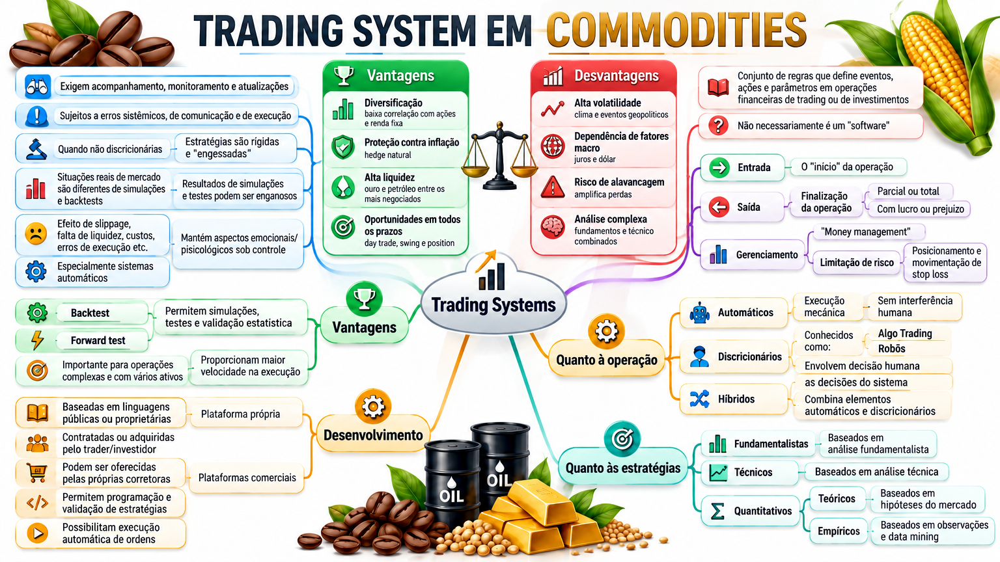 TRADING SYSTEM EM COMMODITIES
Exigem acompanhamento, monitoramento e atualizações
Sujeitos a erros sistêmicos, de comunicação e de execução
Quando não discricionárias
Estratégias são rígidas
e "engessadas"
Situações reais de mercado
são diferentes de simulações
e backtests
Resultados de simulações
e testes podem ser enganosos
Efeito de slippage,
falta de liquidez, custos,
erros de execução etc.
Mantém aspectos emocionais/
pisicológicos sob controle
Especialmente sistemas
automáticos
Vantagens
Diversificação
baixa correlação com ações
e renda fixa
Proteção contra inflação
hedge natural
Alta liquidez
ouro e petróleo entre os
mais negociados
Oportunidades em todos
os prazos
day trade, swing e position
Desvantagens
Alta volatilidade
clima e eventos geopolíticos
Dependência de fatores
macro
juros e dólar
Risco de alavancagem
amplifica perdas
Análise complexa
fundamentos e técnico
combinados
Conjunto de regras que define eventos,
ações e parâmetros em operações
financeiras de trading ou de investimentos
Não necessariamente é um "software"
Entrada
O "início" da operação
Saída
Finalização
da operação
Parcial ou total
Com lucro ou prejuizo
Gerenciamento
"Money management"
Limitação de risco
Posicionamento e
movimentação de
stop loss
Trading Systems
Backtest
Forward test
Permitem simulações,
testes e validação estatistica
Importante para operações
complexas e com vários ativos
Proporcionam maior
velocidade na execução
Vantagens
Quanto à operação
Automáticos
Execução
mecánica
Sem interferência
humana
Discricionários
Conhecidos
como:
Algo Trading
Robõs
Envolvem decisão humana
as decisões do sistema
Híbridos
Combina elementos
automáticos e discricionários
Baseadas em linguagens
públicas ou proprietárias
Plataforma própria
Contratadas ou adquiridas
pelo trader/investidor
Podem ser oferecidas
pelas próprias corretoras
Plataformas comerciais
Permitem programação e
validação de estratégias
Possibilitam execução
automática de ordens
Desenvolvimento
OIL
OIL
Quanto às estratégias
Fundamentalistas
Baseados em
análise fundamentalista
Técnicos
Baseados em análise técnica
Quantitativos
Teóricos
Baseados em
hipóteses do mercado
Empíricos
Baseados em observações
e data mining